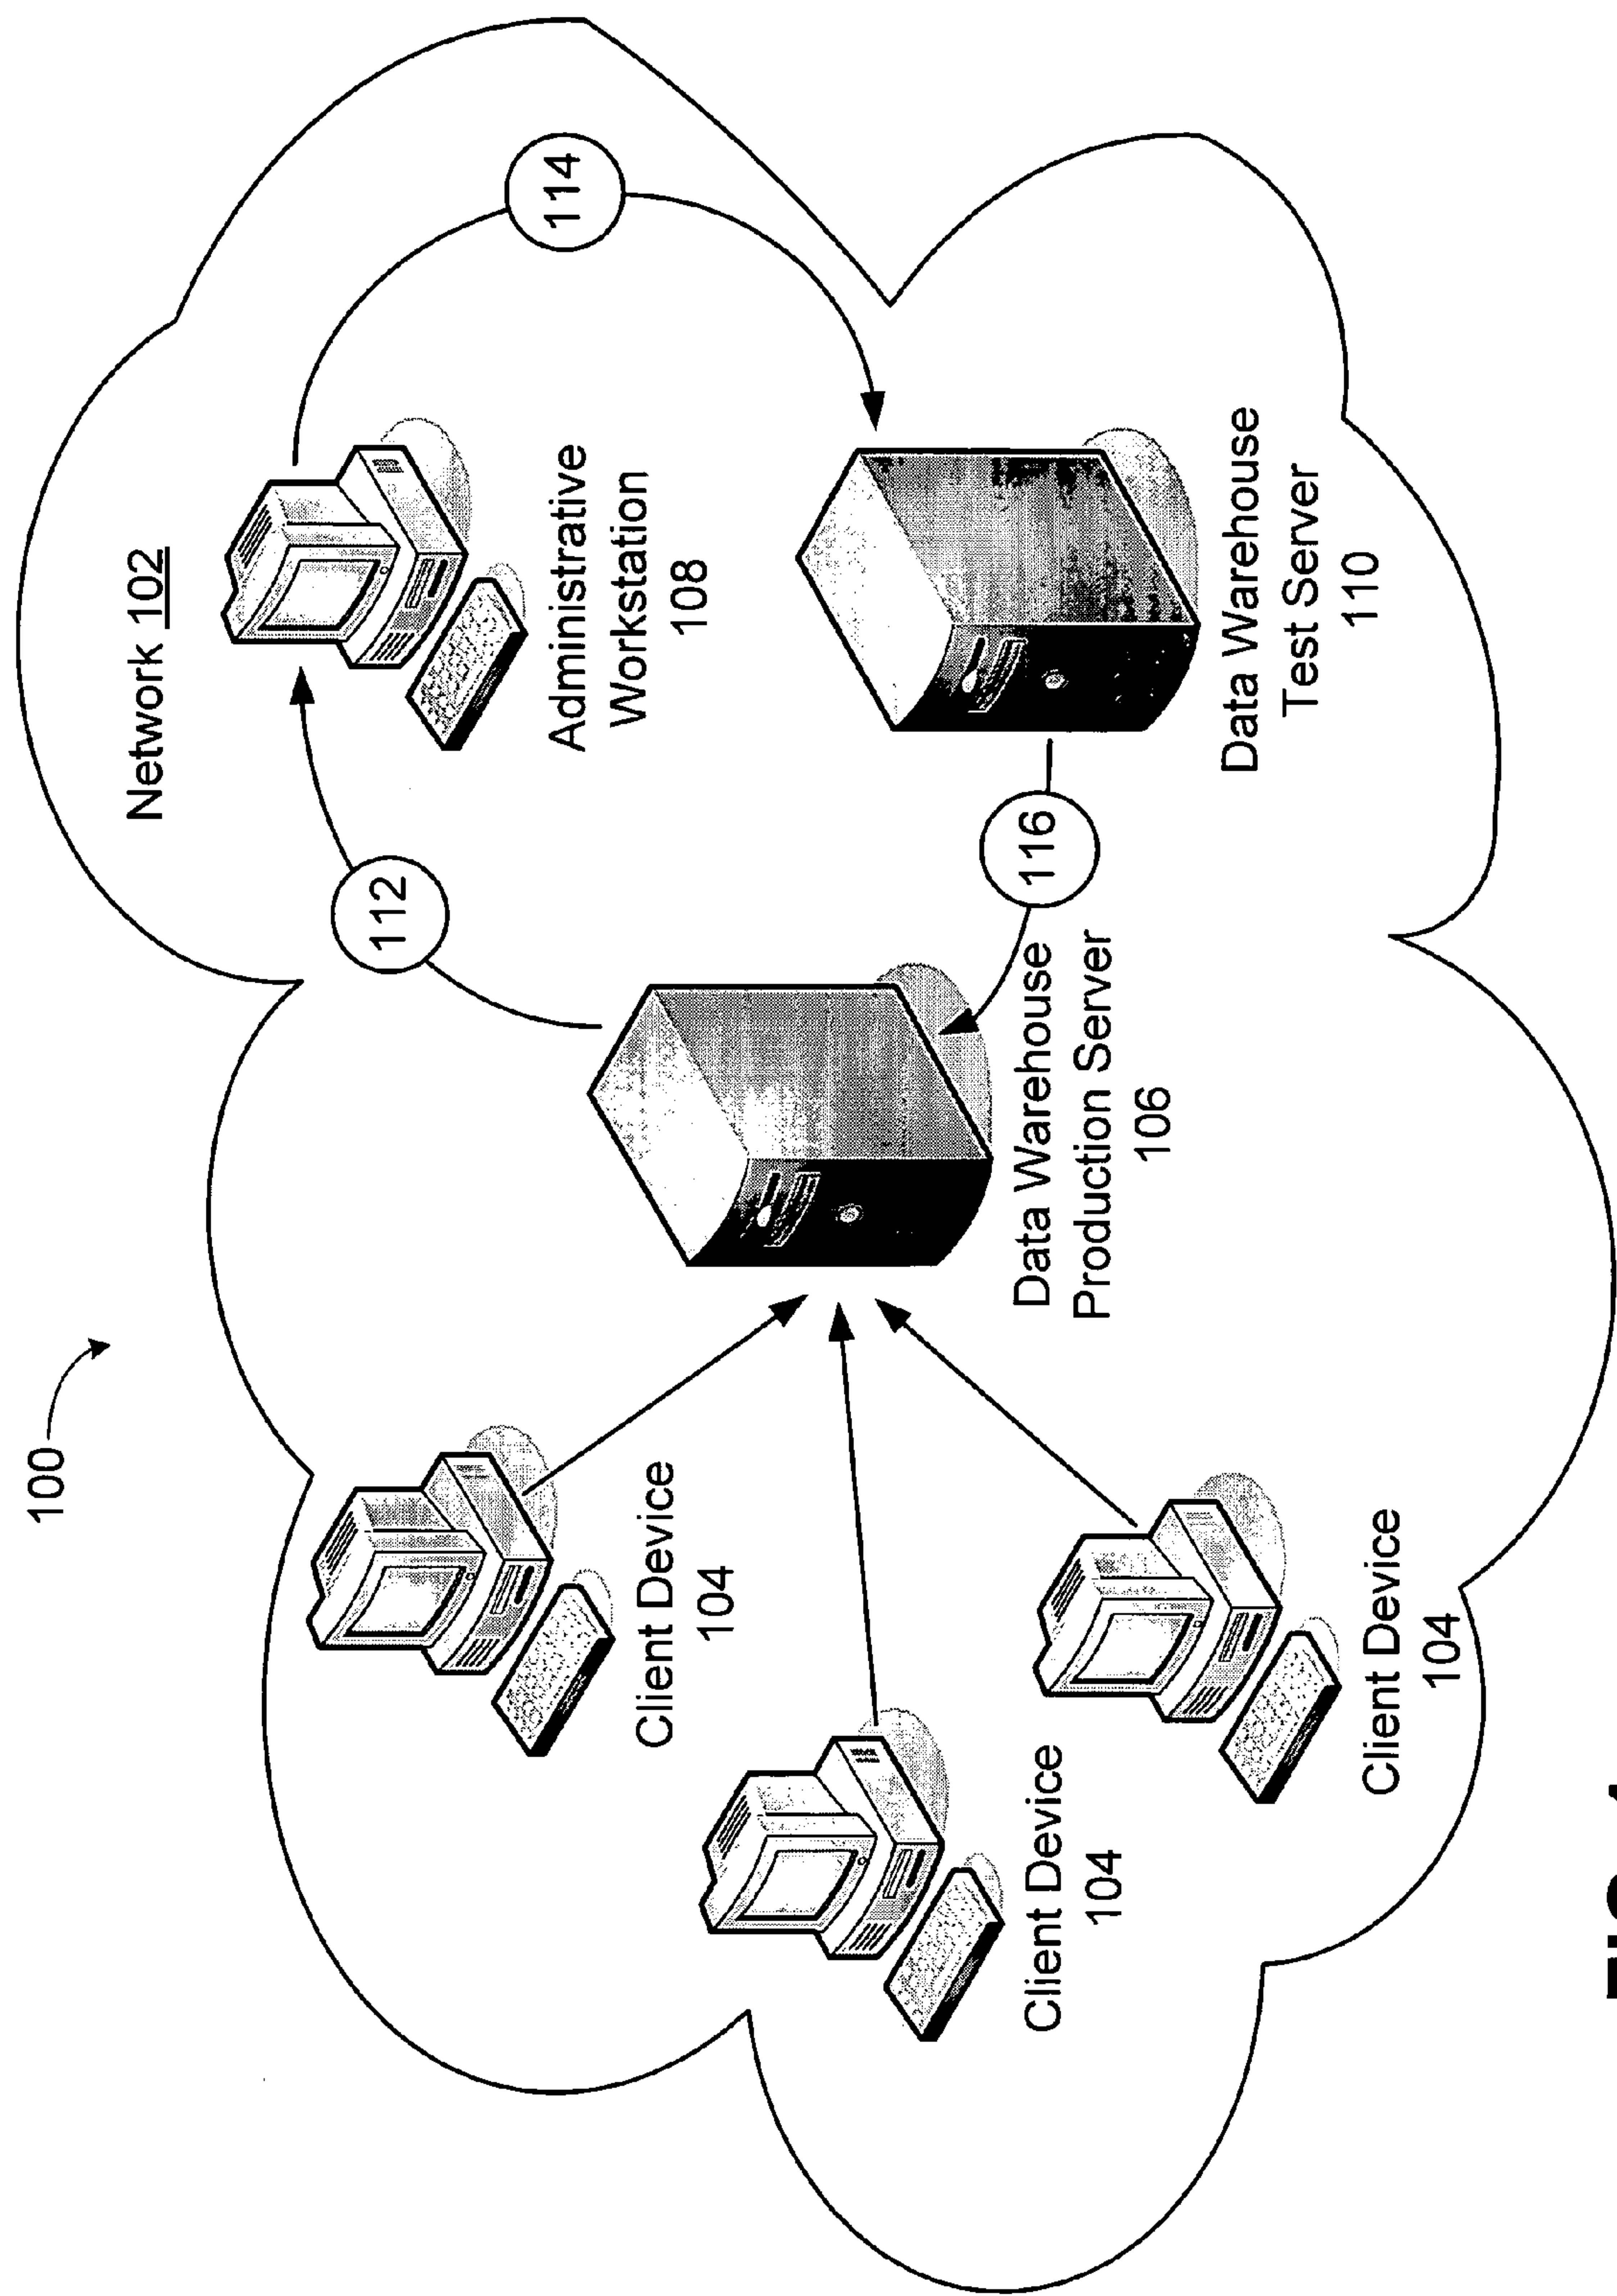 100
Network 102
112
114
Administrative
Workstation
108
Client Device
104
Data Warehouse
Production Server
106
116
Data Warehouse
Test Server
110
Client Device
104
Client Device
104